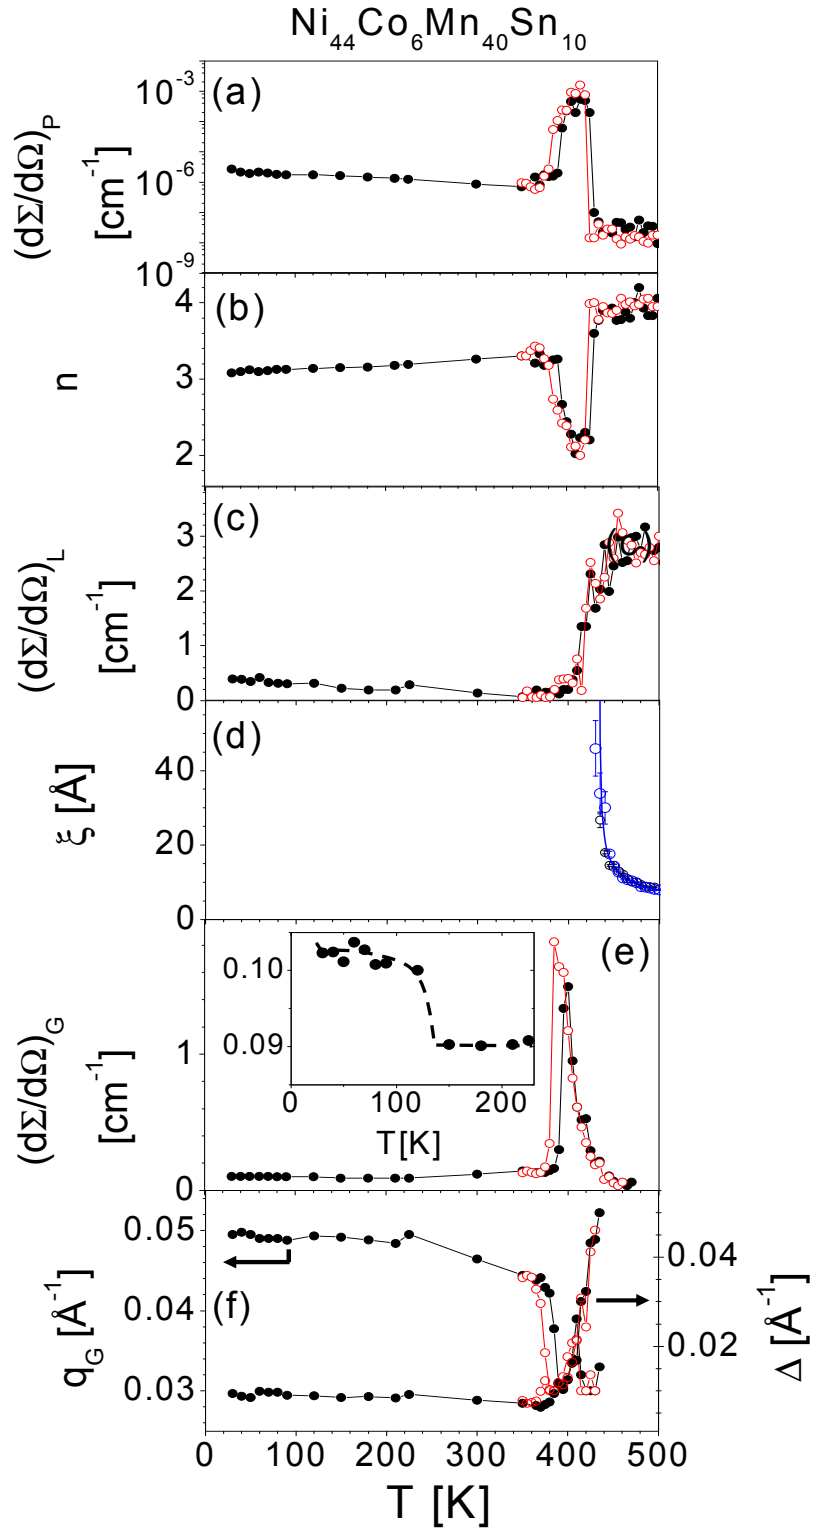 Ni44Co6Mn40Sn10
(a)
10-3
10-6
10-9
(dΣ/dΩ)P
[cm-1]
(b)
4
3
2
n
(c)
3
2
1
0
(dΣ/dΩ)L
[cm-1]
(d)
40
20
0
ξ [Å]
(e)
1
0
(dΣ/dΩ)G
[cm-1]
0.10
0.09
0 100 200
T[K]
(f)
0.05
0.04
0.03
qG [Å-1]
0.04
0.02
Δ [Å-1]
0 100 200 300 400 500
T [K]